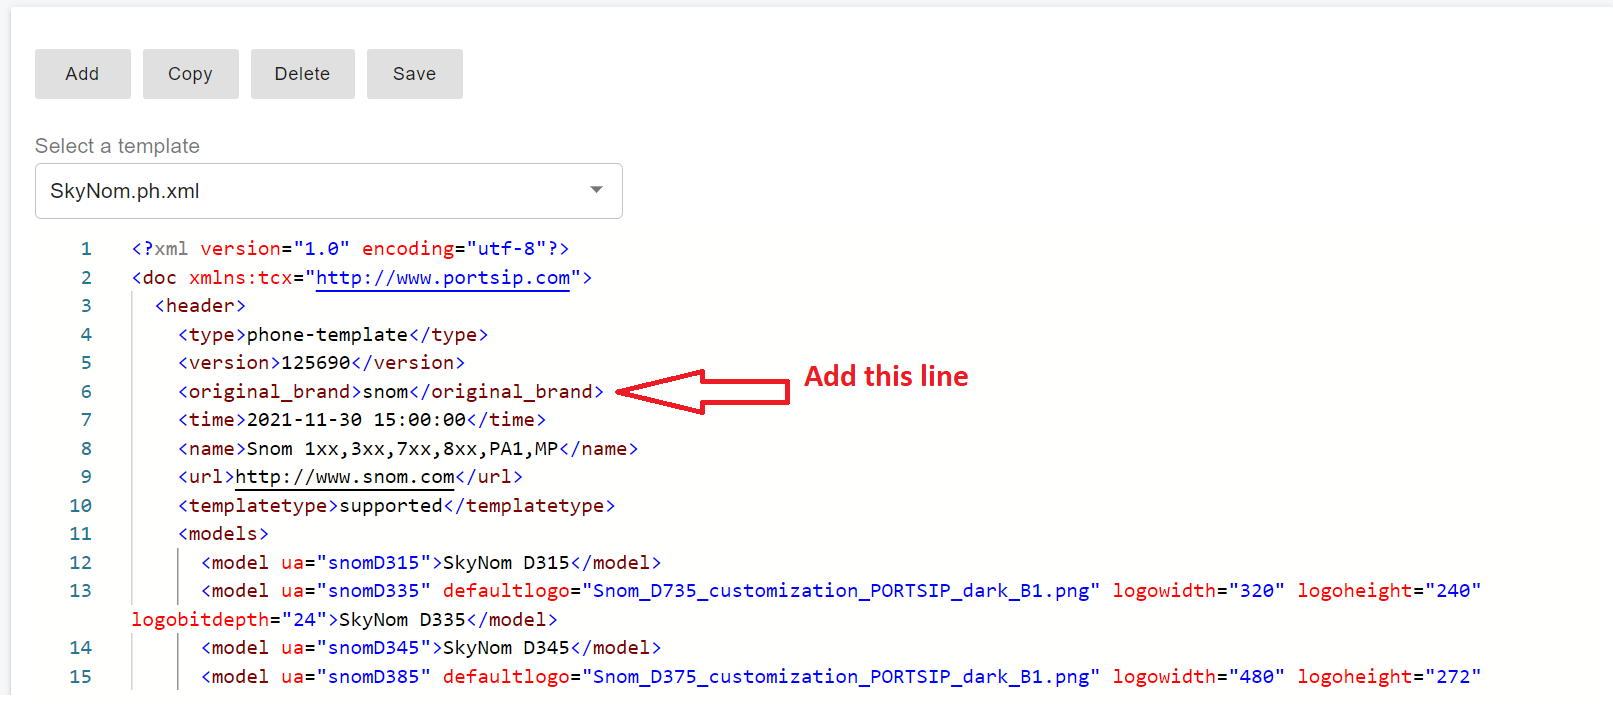 Add Copy Delete Save
Select a template
SkyNom.ph.xml
1 <?xml version="1.0" encoding="utf-8"?>
2 <doc xmlns:tcx="http://www.portsip.com">
3 <header>
4 <type>phone-template</type>
5 <version>125690</version>
6 <original_brand>snom</original_brand> Add this line
7 <time>2021-11-30 15:00:00</time>
8 <name>Snom 1xx,3xx,7xx,8xx,PA1,MP</name>
9 <url>http://www.snom.com</url>
10 <templatetype>supported</templatetype>
11 <models>
12 <model ua="snomD315">SkyNom D315</model>
13 <model ua="snomD335" defaultlogo="Snom_D735_customization_PORTSIP_dark_B1.png" logowidth="320" logoheight="240"
logobitdepth="24">SkyNom D335</model>
14 <model ua="snomD345">SkyNom D345</model>
15 <model ua="snomD385" defaultlogo="Snom_D375_customization_PORTSIP_dark_B1.png" logowidth="480" logoheight="272"